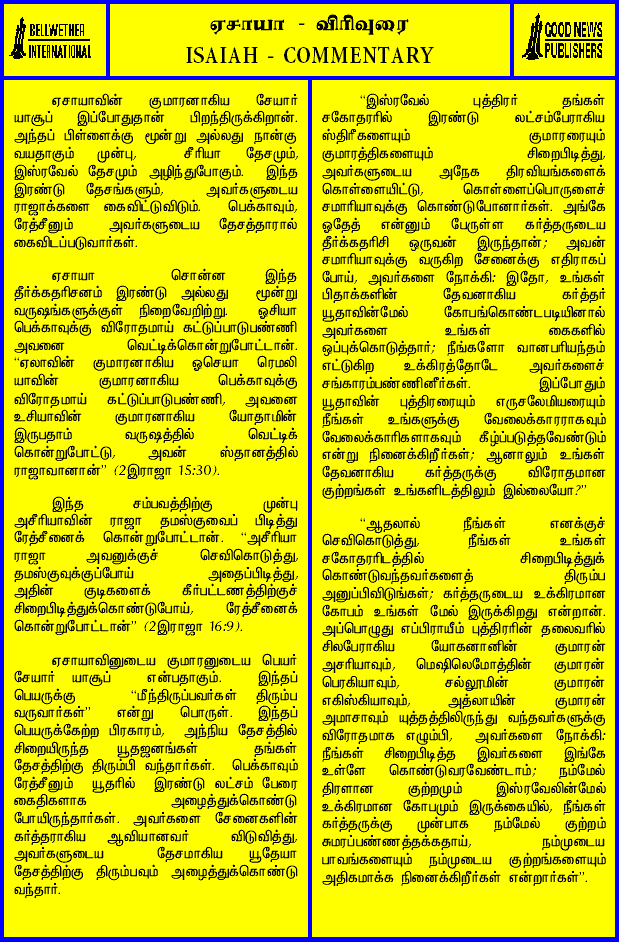 BELLWETHER
INTERNATIONAL
ஏசாயா - விரிவுரை
ISAIAH - COMMENTARY
GOOD NEWS
PUBLISHERS
ஏசாயாவின் குமாரனாகிய சேயார்
யாசூப் இப்போதுதான் பிறந்திருக்கிறான்.
அந்தப் பிள்ளைக்கு மூன்று அல்லது நான்கு
வயதாகும் முன்பு, சீரியா தேசமும்,
இஸ்ரவேல் தேசமும் அழிந்துபோகும். இந்த
இரண்டு தேசங்களும், அவர்களுடைய
ராஜாக்களை கைவிட்டுவிடும். பெக்காவும்,
ரேத்சீனும் அவர்களுடைய தேசத்தாரால்
கைவிடப்படுவார்கள்.
ஏசாயா சொன்ன இந்த
தீர்க்கதரிசனம் இரண்டு அல்லது மூன்று
வருஷங்களுக்குள் நிறைவேறிற்று. ஒசியா
பெக்காவுக்கு விரோதமாய் கட்டுப்பாடுபண்ணி
அவனை வெட்டிக்கொன்றுபோட்டான்.
“ஏலாவின் குமாரனாகிய ஓசெயா ரெமலி
யாவின் குமாரனாகிய பெக்காவுக்கு
விரோதமாய் கட்டுப்பாடுபண்ணி, அவனை
உசியாவின் குமாரனாகிய யோதாமின்
இருபதாம் வருஷத்தில் வெட்டிக்
கொன்றுபோட்டு, அவன் ஸ்தானத்தில்
ராஜாவானான்” (2இராஜா 15:30).
இந்த சம்பவத்திற்கு முன்பு
அசீரியாவின் ராஜா தமஸ்குவைப் பிடித்து
ரேத்சீனைக் கொன்றுபோட்டான். “அசீரியா
ராஜா அவனுக்குச் செவிகொடுத்து,
தமஸ்குவுக்குப்போய் அதைப்பிடித்து,
அதின் குடிகளைக் கீர்பட்டணத்திற்குச்
சிறைபிடித்துக்கொண்டுபோய், ரேத்சீனைக்
கொன்றுபோட்டான்” (2இராஜா 16:9).
ஏசாயாவினுடைய குமாரனுடைய பெயர்
சேயார் யாசூப் என்பதாகும். இந்தப்
பெயருக்கு “மீந்திருப்பவர்கள் திரும்ப
வருவார்கள்” என்று பொருள். இந்தப்
பெயருக்கேற்ற பிரகாரம், அந்நிய தேசத்தில்
சிறையிருந்த யூதஜனங்கள் தங்கள்
தேசத்திற்கு திரும்பி வந்தார்கள். பெக்காவும்
ரேத்சீனும் யூதரில் இரண்டு லட்சம் பேரை
கைதிகளாக அழைத்துக்கொண்டு
போயிருந்தார்கள். அவர்களை சேனைகளின்
கர்த்தராகிய ஆவியானவர் விடுவித்து,
அவர்களுடைய தேசமாகிய யூதேயா
தேசத்திற்கு திரும்பவும் அழைத்துக்கொண்டு
வந்தார்.
“இஸ்ரவேல் புத்திரர் தங்கள்
சகோதரரில் இரண்டு லட்சம்பேராகிய
ஸ்திரீகளையும் குமாரரையும்
குமாரத்திகளையும் சிறைபிடித்து,
அவர்களுடைய அநேக திரவியங்களைக்
கொள்ளையிட்டு, கொள்ளைப்பொருளைச்
சமாரியாவுக்கு கொண்டுபோனார்கள். அங்கே
ஓதேத் என்னும் பேருள்ள கர்த்தருடைய
தீர்க்கதரிசி ஒருவன் இருந்தான்; அவன்
சமாரியாவுக்கு வருகிற சேனைக்கு எதிராகப்
போய், அவர்களை நோக்கி: இதோ, உங்கள்
பிதாக்களின் தேவனாகிய கர்த்தர்
யூதாவின்மேல் கோபங்கொண்டபடியினால்
அவர்களை உங்கள் கைகளில்
ஒப்புக்கொடுத்தார்; நீங்களோ வானபரியந்தம்
எட்டுகிற உக்கிரத்தோடே அவர்களைச்
சங்காரம்பண்ணினீர்கள். இப்போதும்
யூதாவின் புத்திரரையும் எருசலேமியரையும்
நீங்கள் உங்களுக்கு வேலைக்காரராகவும்
வேலைக்காரிகளாகவும் கீழ்ப்படுத்தவேண்டும்
என்று நினைக்கிறீர்கள்; ஆனாலும் உங்கள்
தேவனாகிய கர்த்தருக்கு விரோதமான
குற்றங்கள் உங்களிடத்திலும் இல்லையோ?”
“ஆதலால் நீங்கள் எனக்குச்
செவிகொடுத்து, நீங்கள் உங்கள்
சகோதரரிடத்தில் சிறைபிடித்துக்
கொண்டுவந்தவர்களைத் திரும்ப
அனுப்பிவிடுங்கள்; கர்த்தருடைய உக்கிரமான
கோபம் உங்கள் மேல் இருக்கிறது என்றான்.
அப்பொழுது எப்பிராயீம் புத்திரரின் தலைவரில்
சிலபேராகிய யோகனானின் குமாரன்
அசரியாவும், மெஷிலெமோத்தின் குமாரன்
பெரகியாவும், சல்லூமின் குமாரன்
எகிஸ்கியாவும், அத்லாயின் குமாரன்
அமாசாவும் யுத்தத்திலிருந்து வந்தவர்களுக்கு
விரோதமாக எழும்பி, அவர்களை நோக்கி:
நீங்கள் சிறைபிடித்த இவர்களை இங்கே
உள்ளே கொண்டுவரவேண்டாம்; நம்மேல்
திரளான குற்றமும் இஸ்ரவேலின்மேல்
உக்கிரமான கோபமும் இருக்கையில், நீங்கள்
கர்த்தருக்கு முன்பாக நம்மேல் குற்றம்
சுமரப்பண்ணத்தக்கதாய், நம்முடைய
பாவங்களையும் நம்முடைய குற்றங்களையும்
அதிகமாக்க நினைக்கிறீர்கள் என்றார்கள்”.